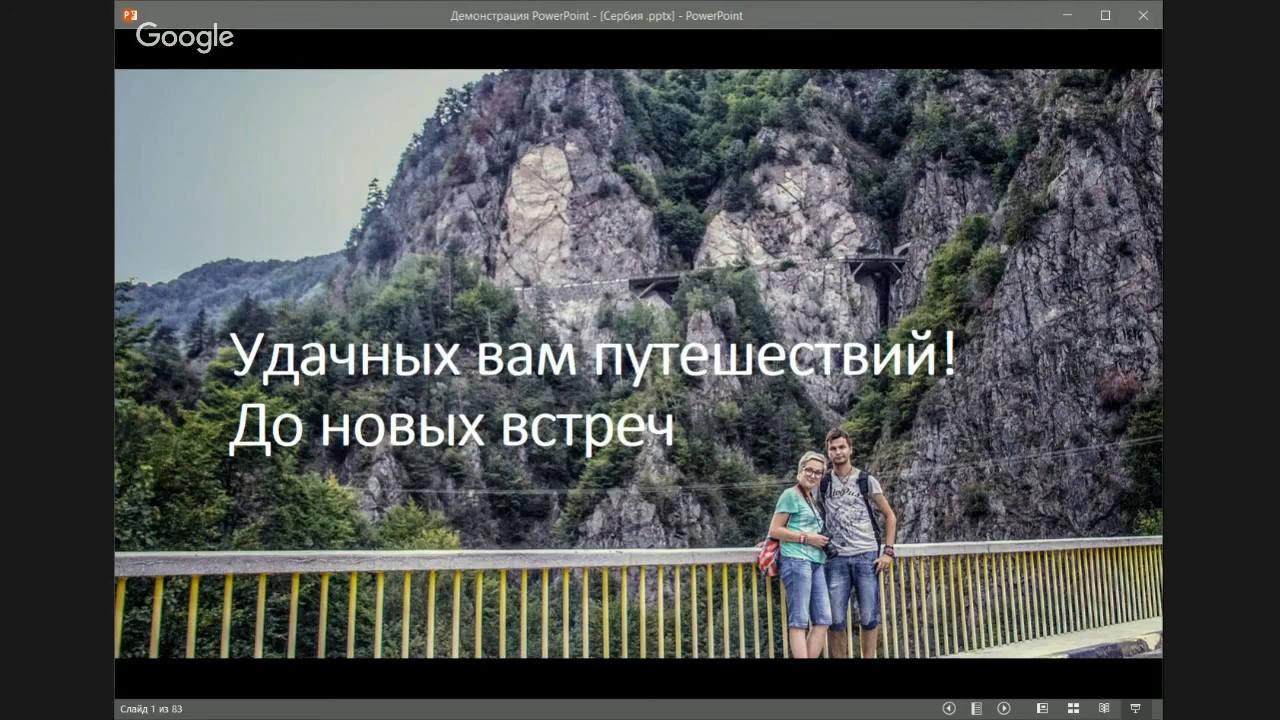 Демонстрация PowerPoint - [Сербия .pptx] - PowerPoint
Google
Удачных вам путешествий!
До новых встреч
Слайд 1 из 83